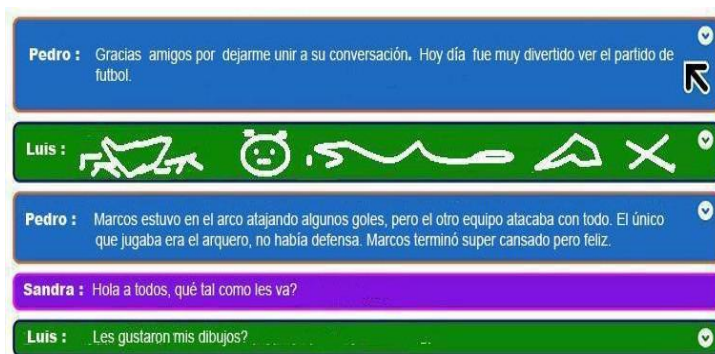 Pedro : Gracias amigos por dejarme unir a su conversación. Hoy día fue muy divertido ver el partido de
futbol.
Luis :
Pedro : Marcos estuvo en el arco atajando algunos goles, pero el otro equipo atacaba con todo. El único
que jugaba era el arquero, no había defensa. Marcos terminó super cansado pero feliz.
Sandra : Hola a todos, qué tal como les va?
Luis : Les gustaron mis dibujos?